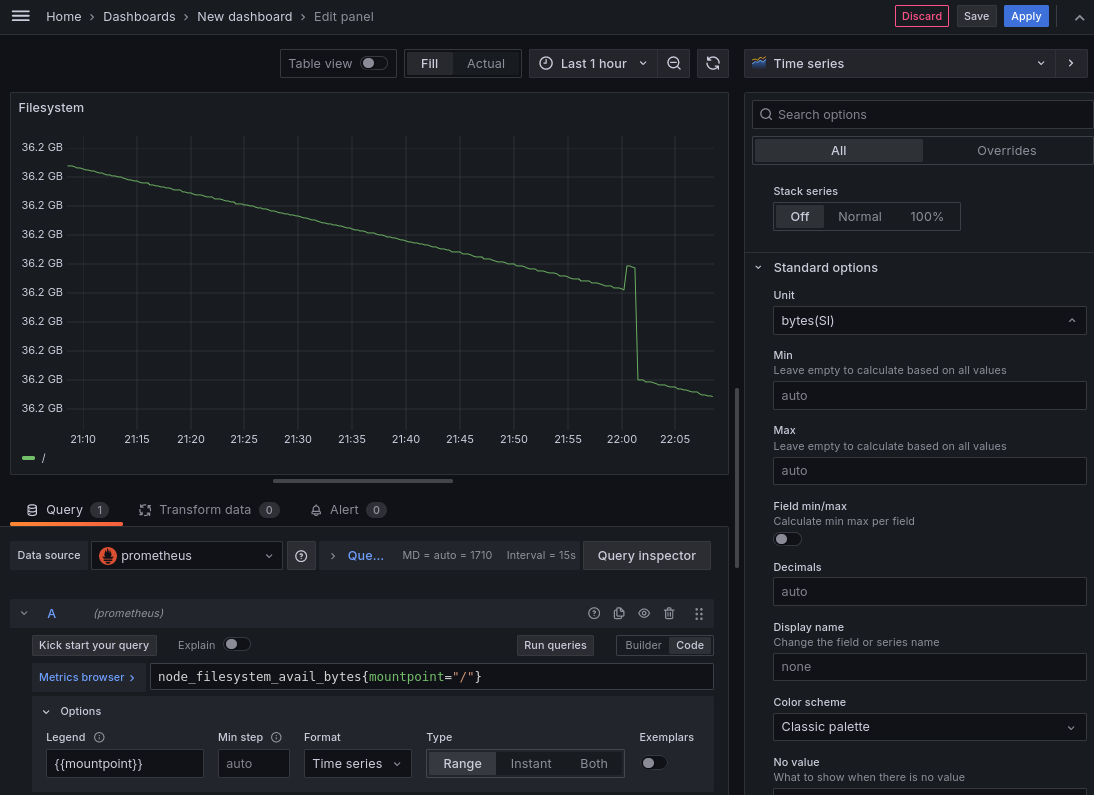 Home > Dashboards > New dashboard > Edit panel
Discard
Save
Apply
Table view
Fill
Actual
Last 1 hour
Time series
Filesystem
36.2 GB
36.2 GB
36.2 GB
36.2 GB
36.2 GB
36.2 GB
36.2 GB
36.2 GB
36.2 GB
36.2 GB
21:10 21:15 21:20 21:25 21:30 21:35 21:40 21:45 21:50 21:55 22:00 22:05
/
Query 1
Transform data 0
Alert 0
Data source
prometheus
Que...
MD = auto = 1710
Interval = 15s
Query inspector
A
(prometheus)
Kick start your query
Explain
Run queries
Builder
Code
Metrics browser >
node_filesystem_avail_bytes{mountpoint="/"}
Options
Legend
Min step
Format
Type
Exemplars
{{mountpoint}}
auto
Time series
Range
Instant
Both
Search options
All
Overrides
Stack series
Off
Normal
100%
Standard options
Unit
bytes(SI)
Min
Leave empty to calculate based on all values
auto
Max
Leave empty to calculate based on all values
auto
Field min/max
Calculate min max per field
Decimals
auto
Display name
Change the field or series name
none
Color scheme
Classic palette
No value
What to show when there is no value